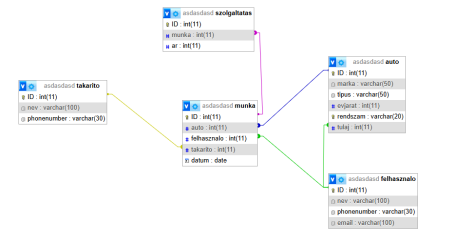 asdasdasd szolgaltatas
ID : int(11)
munka : int(11)
ar : int(11)
asdasdasd takarito
ID : int(11)
nev : varchar(100)
phonenumber : varchar(30)
asdasdasd munka
ID : int(11)
auto : int(11)
felhasznalo : int(11)
takarito : int(11)
datum : date
asdasdasd auto
ID : int(11)
marka : varchar(50)
tipus : varchar(50)
evjarat : int(11)
rendszam : varchar(20)
tulaj : int(11)
asdasdasd felhasznalo
ID : int(11)
nev : varchar(100)
phonenumber : varchar(30)
email : varchar(100)